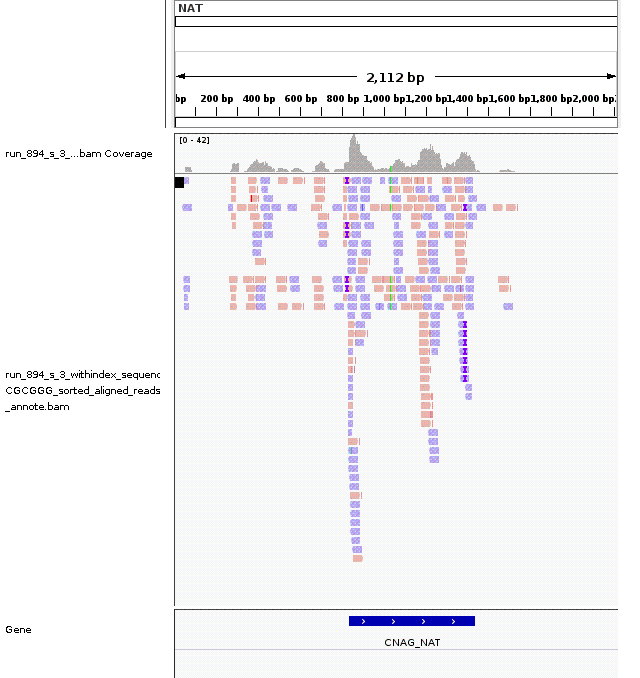 NAT
2,112 bp
bp 200 bp 400 bp 600 bp 800 bp 1,000 bp 1,200 bp 1,400 bp 1,600 bp 1,800 bp 2,000 bp
[0 - 42]
run_894_s_3_...bam Coverage
run_894_s_3_withindex_sequenc
CGCGGG_sorted_aligned_reads
_annote.bam
Gene
CNAG_NAT